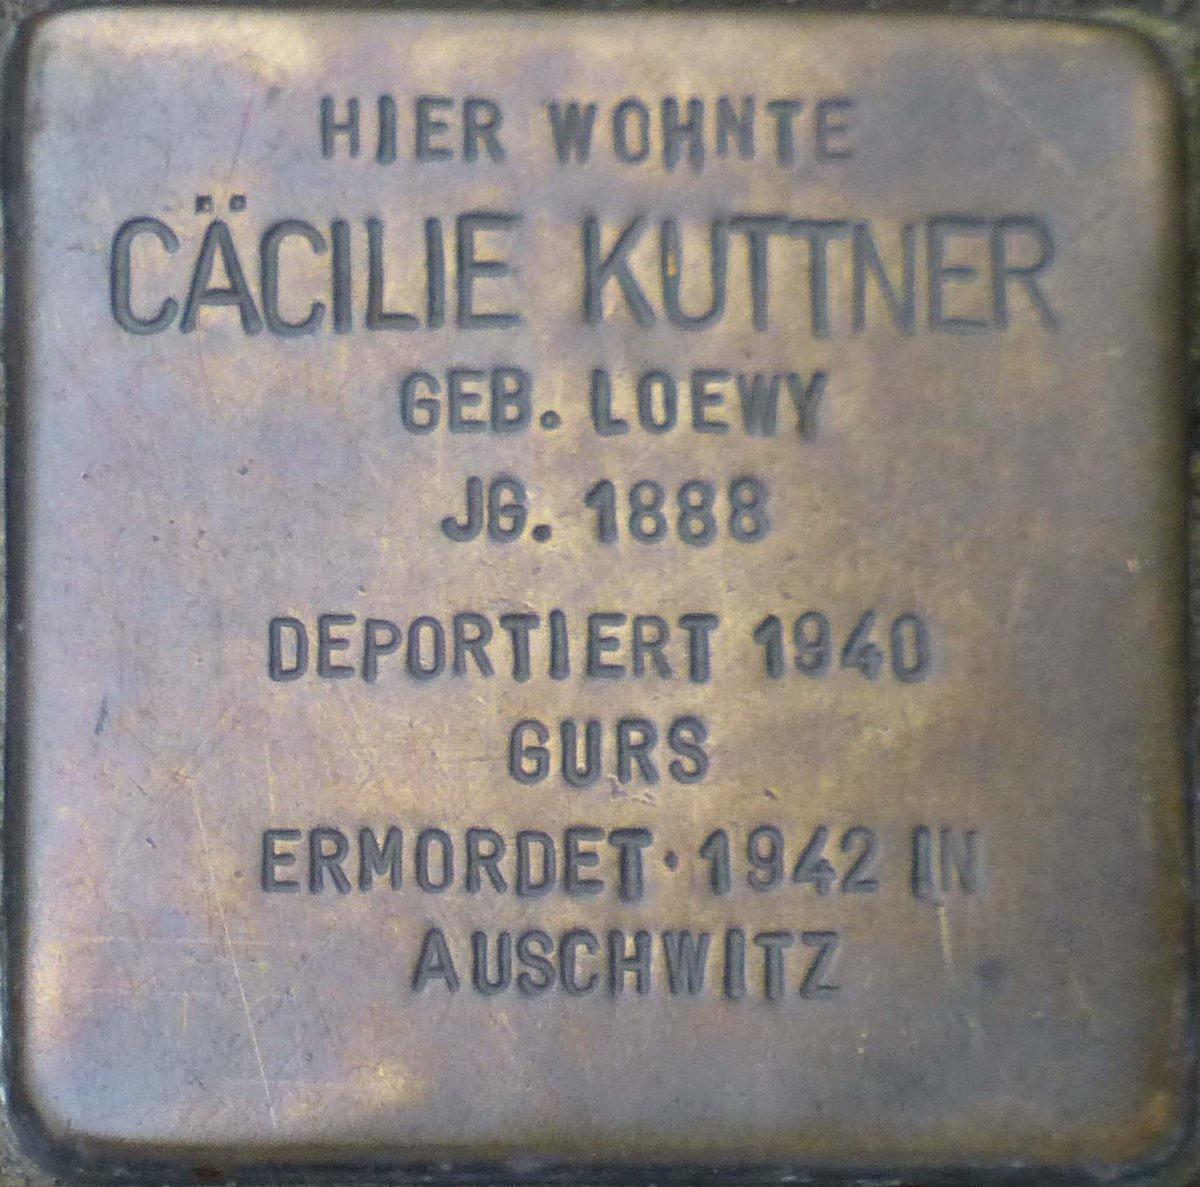 HIER WOHNTE
CÄCILIE KUTTNER
GEB. LOEWY
JG. 1888
DEPORTIERT 1940
GURS
ERMORDET · 1942 IN
AUSCHWITZ